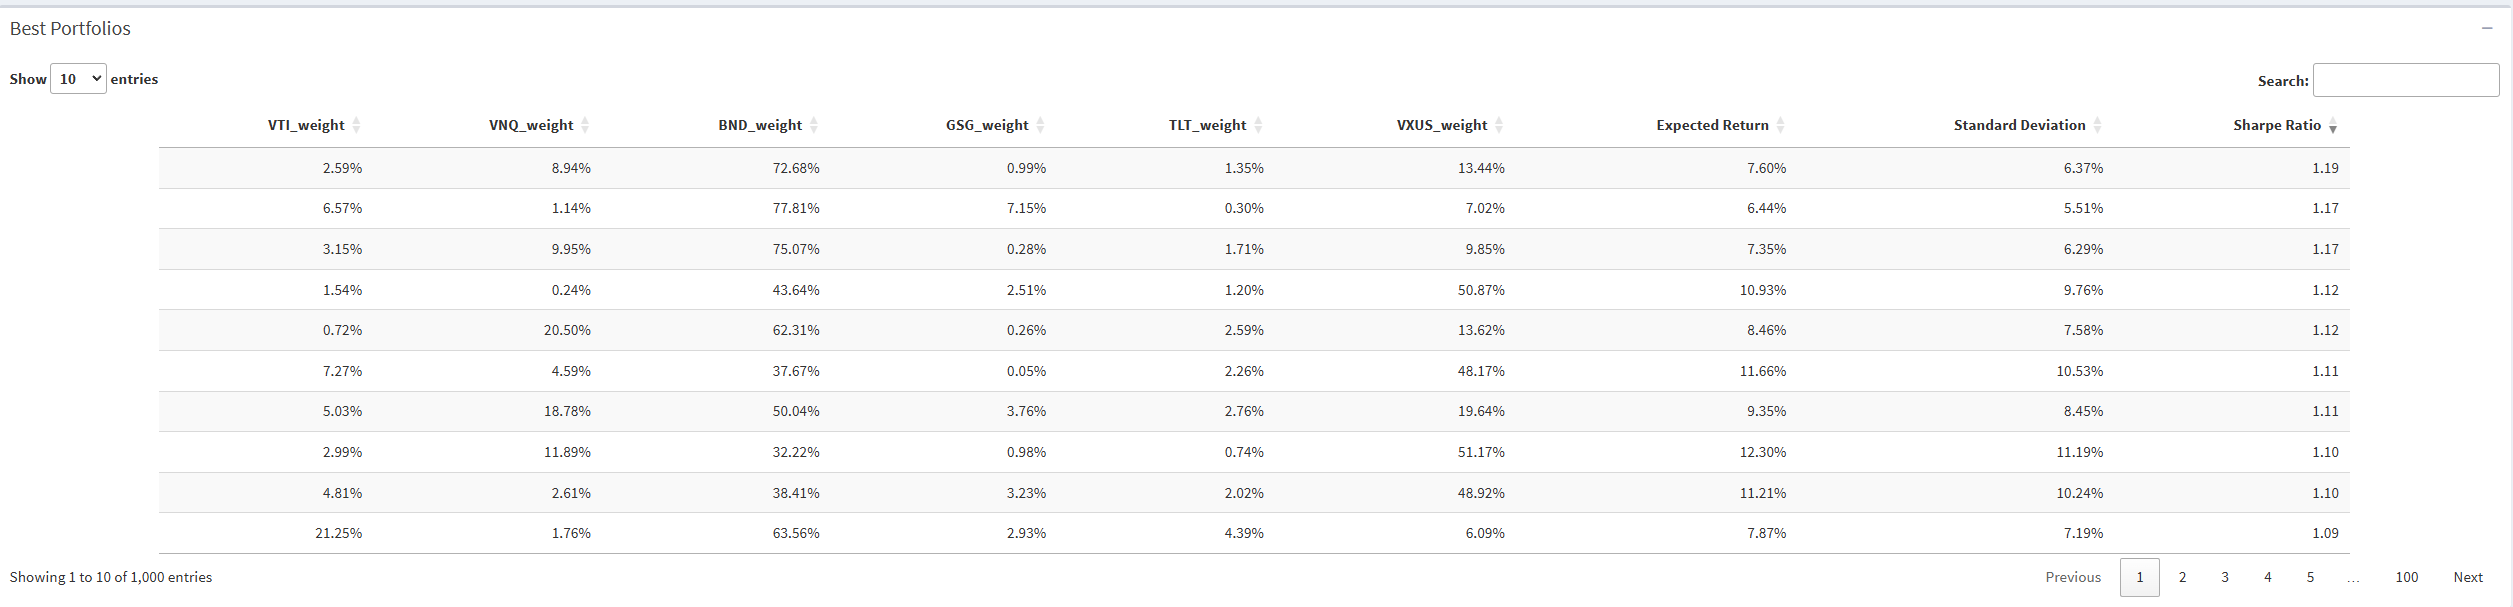 Best Portfolios
Show 10 entries Search:
VTI_weight VNQ_weight BND_weight GSG_weight TLT_weight VXUS_weight Expected Return Standard Deviation Sharpe Ratio
2.59% 8.94% 72.68% 0.99% 1.35% 13.44% 7.60% 6.37% 1.19
6.57% 1.14% 77.81% 7.15% 0.30% 7.02% 6.44% 5.51% 1.17
3.15% 9.95% 75.07% 0.28% 1.71% 9.85% 7.35% 6.29% 1.17
1.54% 0.24% 43.64% 2.51% 1.20% 50.87% 10.93% 9.76% 1.12
0.72% 20.50% 62.31% 0.26% 2.59% 13.62% 8.46% 7.58% 1.12
7.27% 4.59% 37.67% 0.05% 2.26% 48.17% 11.66% 10.53% 1.11
5.03% 18.78% 50.04% 3.76% 2.76% 19.64% 9.35% 8.45% 1.11
2.99% 11.89% 32.22% 0.98% 0.74% 51.17% 12.30% 11.19% 1.10
4.81% 2.61% 38.41% 3.23% 2.02% 48.92% 11.21% 10.24% 1.10
21.25% 1.76% 63.56% 2.93% 4.39% 6.09% 7.87% 7.19% 1.09
Showing 1 to 10 of 1,000 entries Previous 1 2 3 4 5 … 100 Next